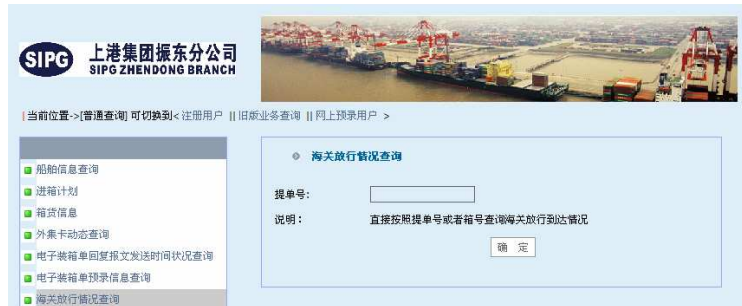 SIPG 上港集团振东分公司
SIPG ZHENDONG BRANCH
当前位置->[普通查询] 可切换到< 注册用户 || 旧版业务查询 || 网上预录用户 >
船舶信息查询
进箱计划
箱货信息
外集卡动态查询
电子装箱单回复报文发送时间状况查询
电子装箱单预录信息查询
海关放行情况查询
海关放行情况查询
提单号：
说明： 直接按照提单号或者箱号查询海关放行到达情况
确 定